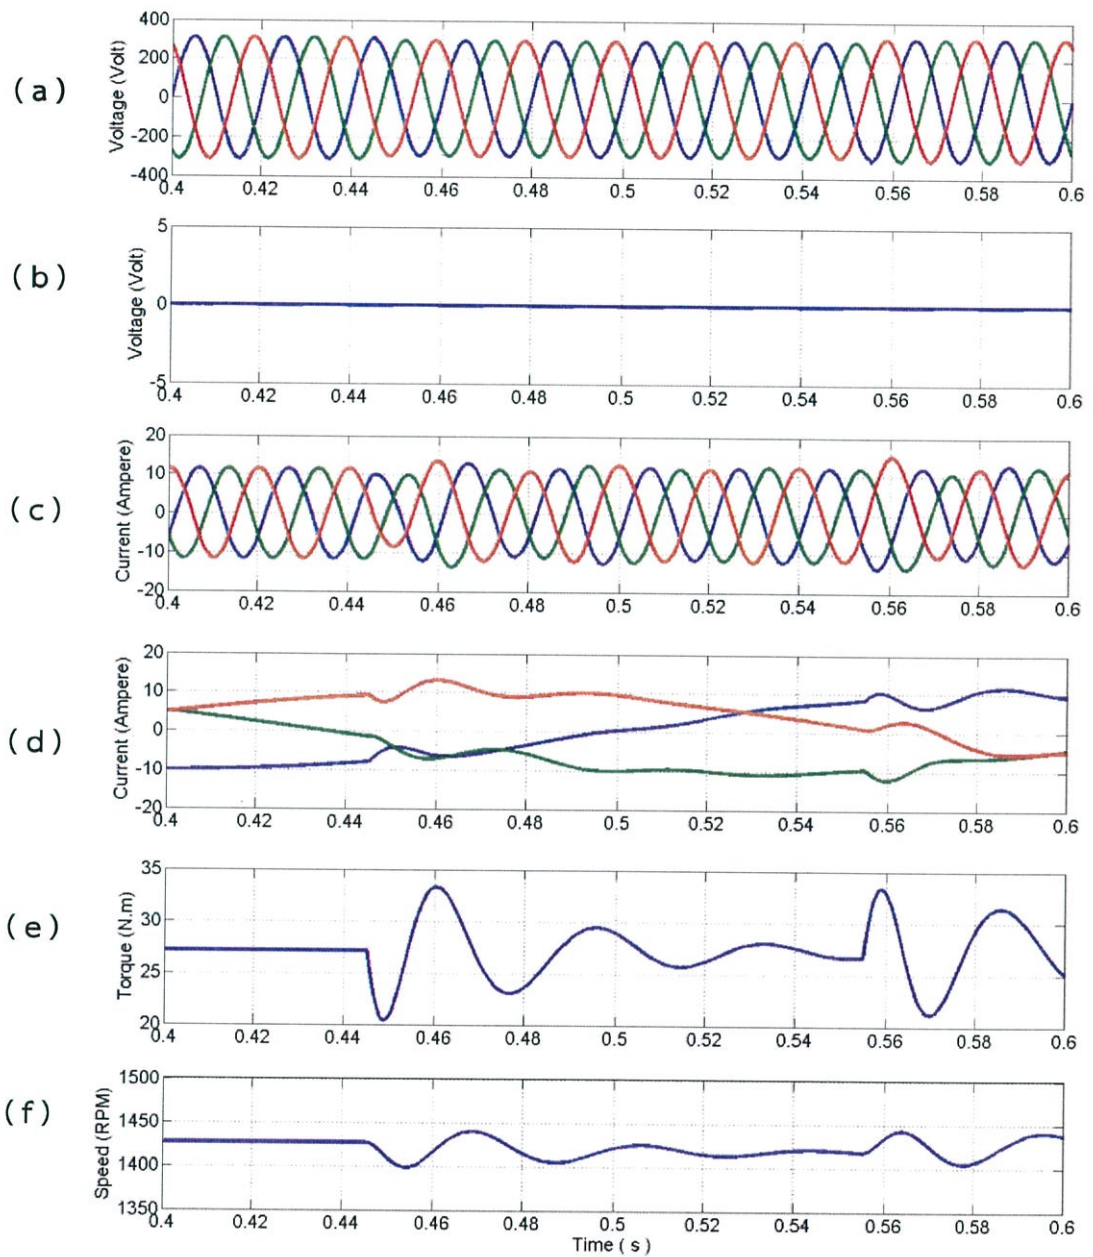 (a)
Voltage (Volt)
400
200
0
-200
-400
0.4 0.42 0.44 0.46 0.48 0.5 0.52 0.54 0.56 0.58 0.6
(b)
Voltage (Volt)
5
0
-5
0.4 0.42 0.44 0.46 0.48 0.5 0.52 0.54 0.56 0.58 0.6
(c)
Current (Ampere)
20
10
0
-10
-20
0.4 0.42 0.44 0.46 0.48 0.5 0.52 0.54 0.56 0.58 0.6
(d)
Current (Ampere)
20
10
0
-10
-20
0.4 0.42 0.44 0.46 0.48 0.5 0.52 0.54 0.56 0.58 0.6
(e)
Torque (N.m)
35
30
25
20
0.4 0.42 0.44 0.46 0.48 0.5 0.52 0.54 0.56 0.58 0.6
(f)
Speed (RPM)
1500
1450
1400
1350
0.4 0.42 0.44 0.46 0.48 0.5 0.52 0.54 0.56 0.58 0.6
Time ( s )